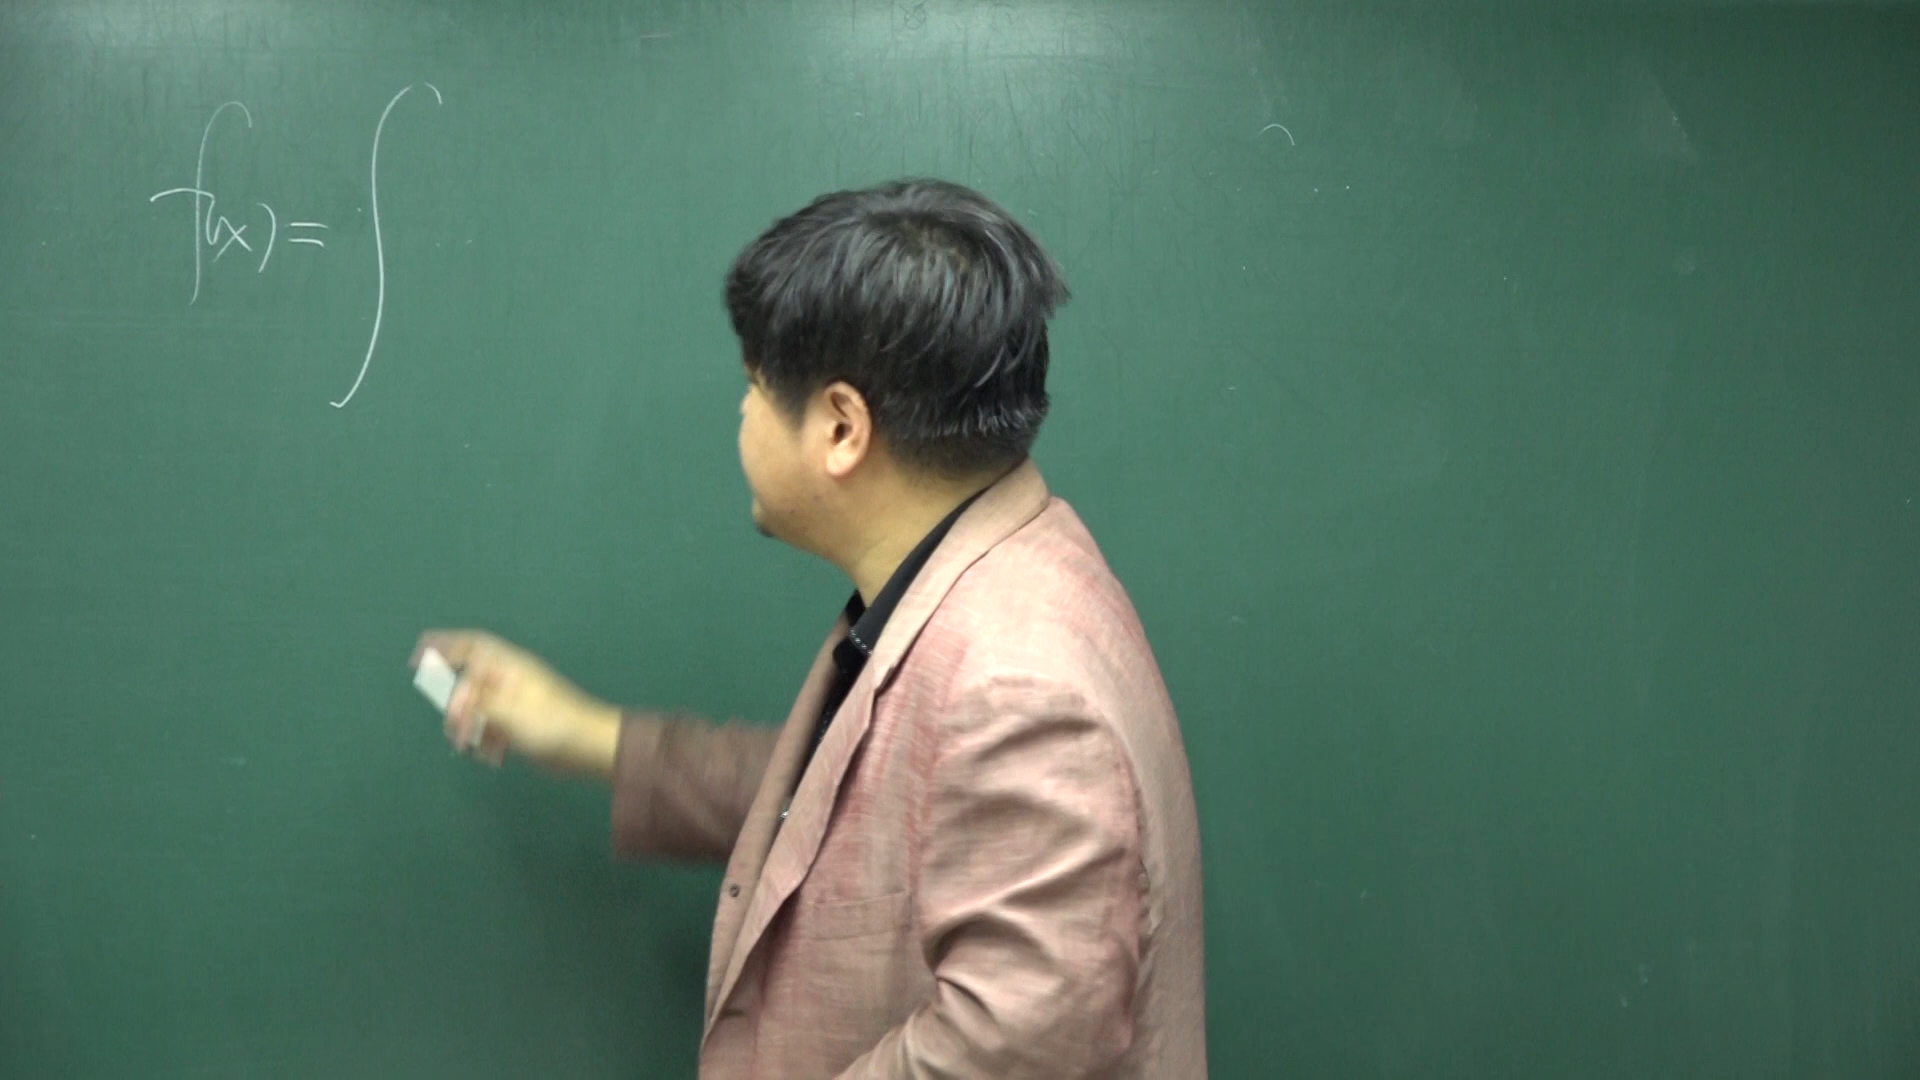 f(x) = ∫